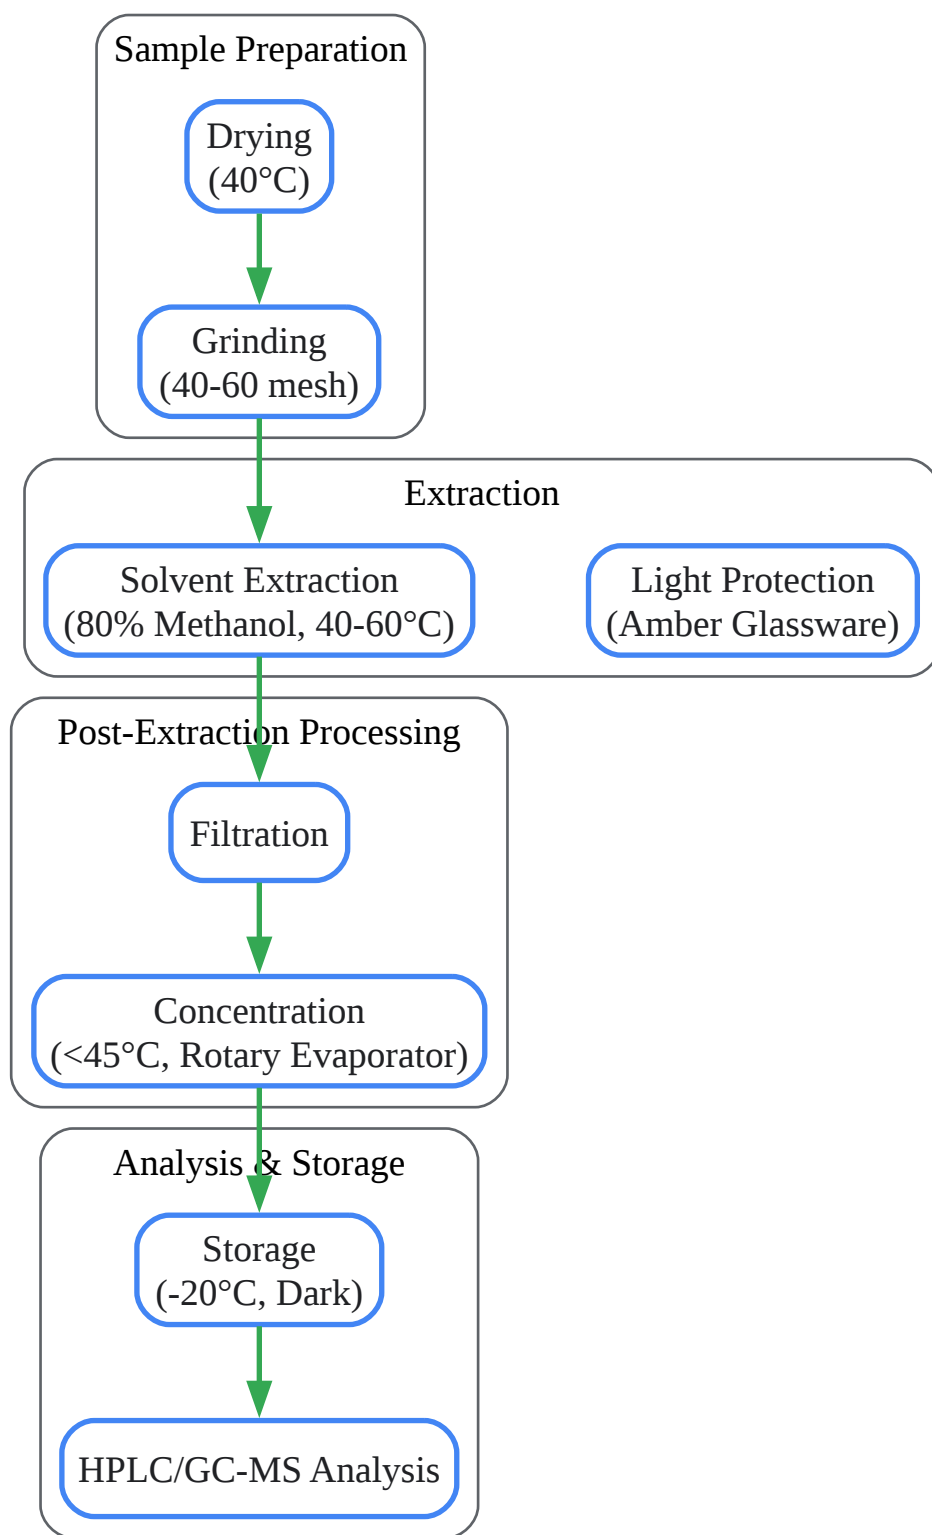 Sample Preparation
Drying
(40°C)
Grinding
(40-60 mesh)
Extraction
Solvent Extraction
(80% Methanol, 40-60°C)
Light Protection
(Amber Glassware)
Post-Extraction Processing
Filtration
Concentration
(<45°C, Rotary Evaporator)
Analysis & Storage
Storage
(-20°C, Dark)
HPLC/GC-MS Analysis